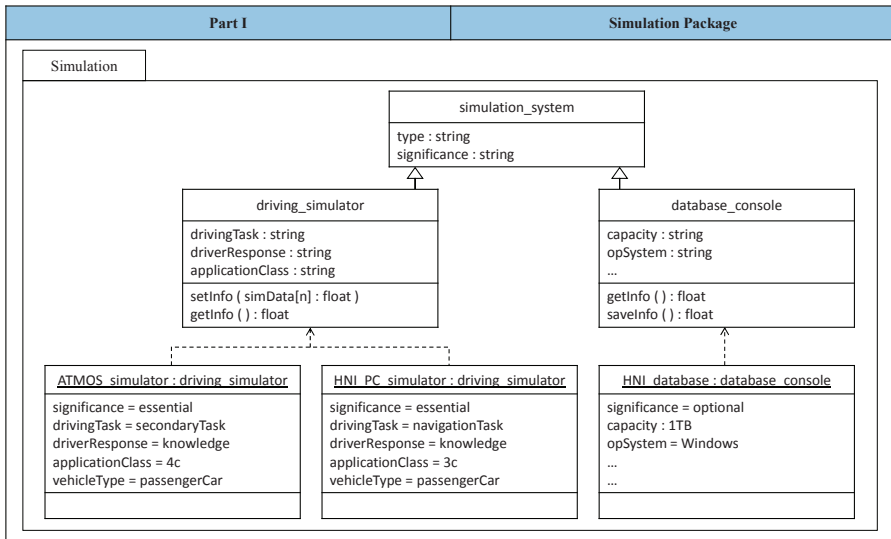 Part I
Simulation Package
Simulation
simulation_system
type : string
significance : string
driving_simulator
drivingTask : string
driverResponse : string
applicationClass : string
setInfo ( simData[n] : float )
getInfo ( ) : float
database_console
capacity : string
opSystem : string
...
getInfo ( ) : float
saveInfo ( ) : float
ATMOS_simulator : driving_simulator
significance = essential
drivingTask = secondaryTask
driverResponse = knowledge
applicationClass = 4c
vehicleType = passengerCar
HNI_PC_simulator : driving_simulator
significance = essential
drivingTask = navigationTask
driverResponse = knowledge
applicationClass = 3c
vehicleType = passengerCar
HNI_database : database_console
significance = optional
capacity : 1TB
opSystem = Windows
...
...